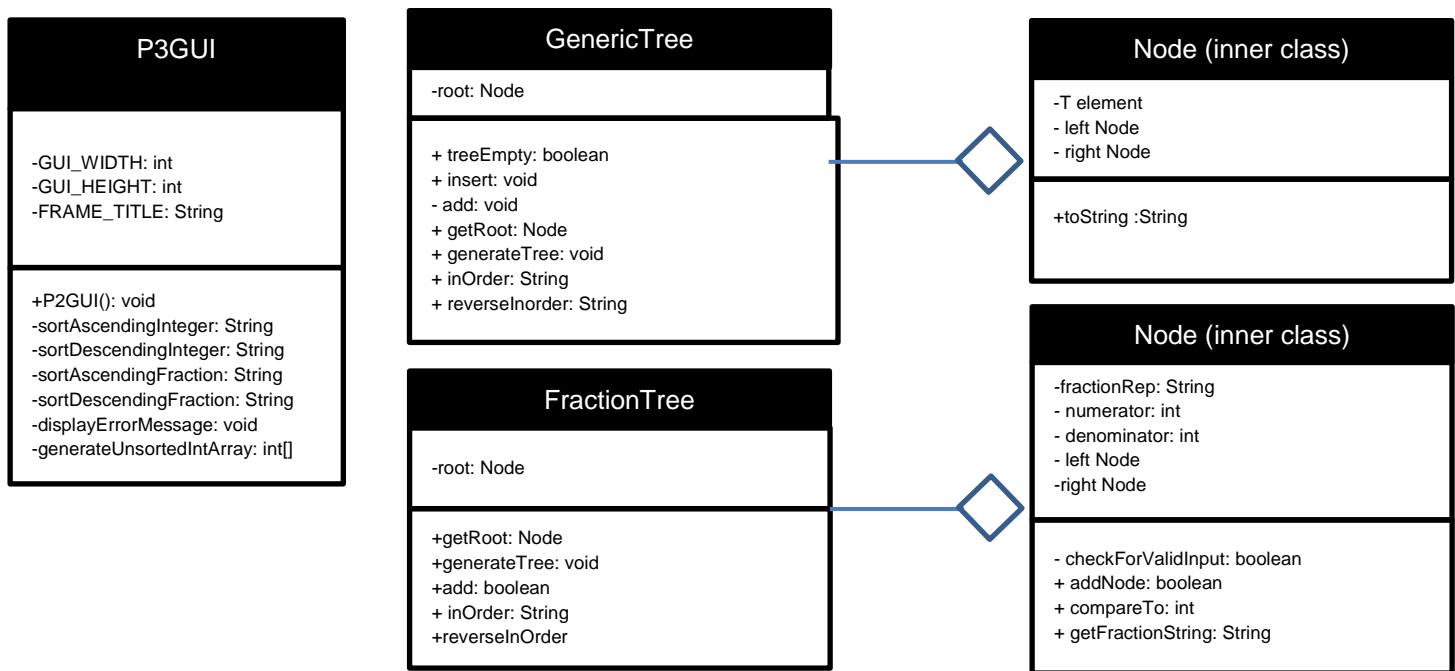 P3GUI
-GUI_WIDTH: int
-GUI_HEIGHT: int
-FRAME_TITLE: String
+P2GUI(): void
-sortAscendingInteger: String
-sortDescendingInteger: String
-sortAscendingFraction: String
-sortDescendingFraction: String
-displayErrorMessage: void
-generateUnsortedIntArray: int[]
GenericTree
-root: Node
+ treeEmpty: boolean
+ insert: void
- add: void
+ getRoot: Node
+ generateTree: void
+ inOrder: String
+ reverseInorder: String
Node (inner class)
-T element
- left Node
- right Node
+toString :String
FractionTree
-root: Node
+getRoot: Node
+generateTree: void
+add: boolean
+ inOrder: String
+reverseInOrder
Node (inner class)
-fractionRep: String
- numerator: int
- denominator: int
- left Node
-right Node
- checkForValidInput: boolean
+ addNode: boolean
+ compareTo: int
+ getFractionString: String